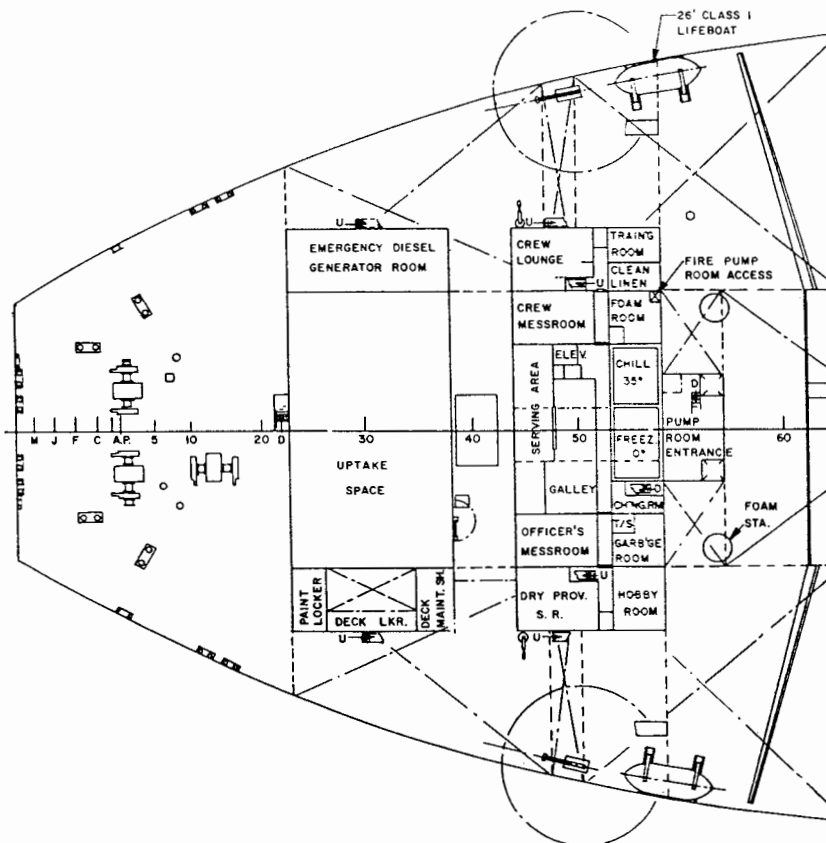 26' CLASS 1
LIFEBOAT
U
U
EMERGENCY DIESEL
GENERATOR ROOM
CREW
LOUNGE
TRAIN'G
ROOM
CLEAN
LINEN
U
FIRE PUMP
ROOM ACCESS
CREW
MESSROOM
FOAM
ROOM
ELEV.
CHILL
35°
SERVING AREA
D
M J F C A.P. 5 10 20 D 30 40 50 60
FREEZ.
0°
PUMP
ROOM
ENTRANCE
UPTAKE
SPACE
GALLEY
D
CH'NG.RM.
OFFICER'S
MESSROOM
T/S
GARB'GE
ROOM
FOAM
STA.
PAINT
LOCKER
DECK LKR.
DECK
MAINT. SH.
DRY PROV.
S. R.
U
HOBBY
ROOM
U
U